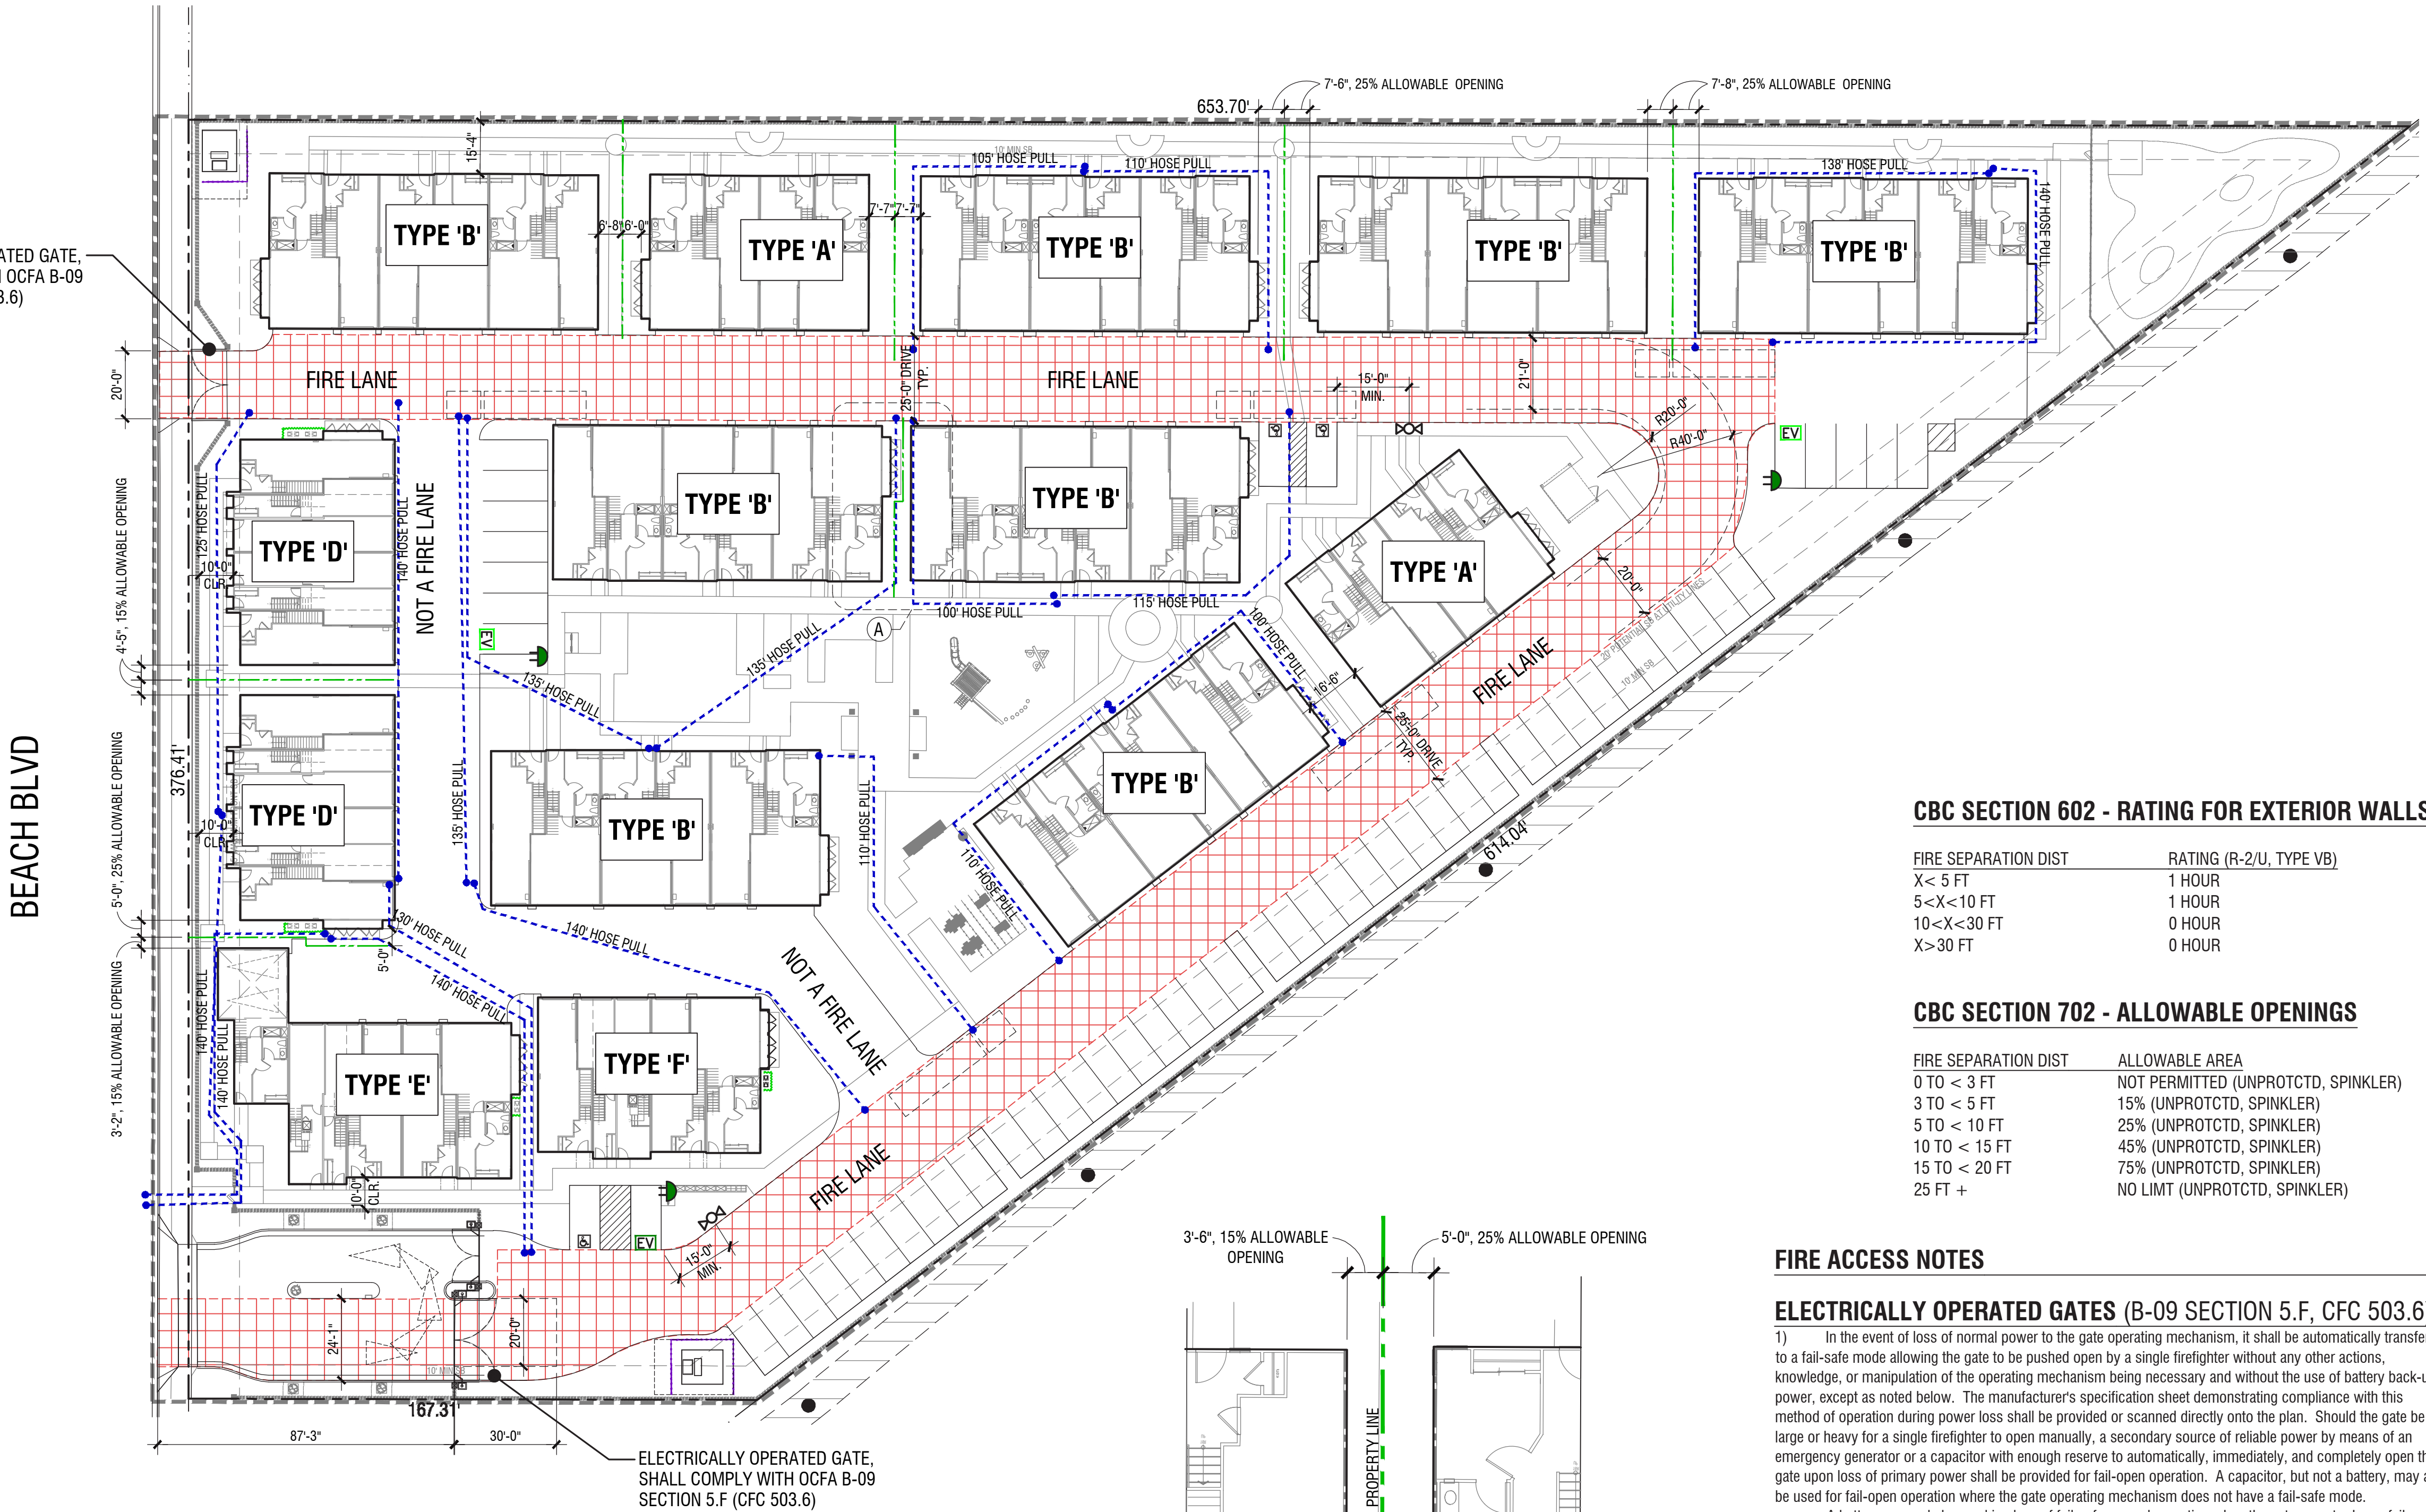 7'-6", 25% ALLOWABLE OPENING
7'-8", 25% ALLOWABLE OPENING
653.70'
15'-4"
10' MIN SB
105' HOSE PULL
110' HOSE PULL
138' HOSE PULL
140' HOSE PULL
TYPE 'B'
6'-8"
6'-0"
TYPE 'A'
7'-7"
7'-7"
TYPE 'B'
TYPE 'B'
TYPE 'B'
ATED GATE,
OCFA B-09
3.6)
20'-0"
FIRE LANE
25'-0" DRIVE
TYP.
FIRE LANE
15'-0"
MIN.
21'-0"
R20'-0"
R40'-0"
EV
4'-5", 15% ALLOWABLE OPENING
125' HOSE PULL
10'-0"
CLR.
TYPE 'D'
140' HOSE PULL
NOT A FIRE LANE
TYPE 'B'
TYPE 'B'
TYPE 'A'
EV
100' HOSE PULL
115' HOSE PULL
A
135' HOSE PULL
135' HOSE PULL
100' HOSE PULL
16'-6"
20'-0"
20' POTENTIAL SB AT UTILITY LINES
10' MIN SB
FIRE LANE
25'-0" DRIVE
TYP.
BEACH BLVD
376.41'
5'-0", 25% ALLOWABLE OPENING
10'-0"
CLR
TYPE 'D'
135' HOSE PULL
TYPE 'B'
110' HOSE PULL
TYPE 'B'
110' HOSE PULL
614.04'
130' HOSE PULL
140' HOSE PULL
140' HOSE PULL
5'-0"
3'-2", 15% ALLOWABLE OPENING
140' HOSE PULL
140' HOSE PULL
TYPE 'E'
TYPE 'F'
NOT A FIRE LANE
10'-0"
CLR.
FIRE LANE
EV
15'-0"
MIN.
24'-1"
20'-0"
10' MIN SB
167.31'
87'-3"
30'-0"
ELECTRICALLY OPERATED GATE,
SHALL COMPLY WITH OCFA B-09
SECTION 5.F (CFC 503.6)
3'-6", 15% ALLOWABLE
OPENING
5'-0", 25% ALLOWABLE OPENING
PROPERTY LINE
CBC SECTION 602 - RATING FOR EXTERIOR WALLS
FIRE SEPARATION DIST RATING (R-2/U, TYPE VB)
X< 5 FT 1 HOUR
5<X<10 FT 1 HOUR
10<X<30 FT 0 HOUR
X>30 FT 0 HOUR
CBC SECTION 702 - ALLOWABLE OPENINGS
FIRE SEPARATION DIST ALLOWABLE AREA
0 TO < 3 FT NOT PERMITTED (UNPROTCTD, SPINKLER)
3 TO < 5 FT 15% (UNPROTCTD, SPINKLER)
5 TO < 10 FT 25% (UNPROTCTD, SPINKLER)
10 TO < 15 FT 45% (UNPROTCTD, SPINKLER)
15 TO < 20 FT 75% (UNPROTCTD, SPINKLER)
25 FT + NO LIMT (UNPROTCTD, SPINKLER)
FIRE ACCESS NOTES
ELECTRICALLY OPERATED GATES (B-09 SECTION 5.F, CFC 503.6
1) In the event of loss of normal power to the gate operating mechanism, it shall be automatically transfer
to a fail-safe mode allowing the gate to be pushed open by a single firefighter without any other actions,
knowledge, or manipulation of the operating mechanism being necessary and without the use of battery back-u
power, except as noted below. The manufacturer's specification sheet demonstrating compliance with this
method of operation during power loss shall be provided or scanned directly onto the plan. Should the gate be
large or heavy for a single firefighter to open manually, a secondary source of reliable power by means of an
emergency generator or a capacitor with enough reserve to automatically, immediately, and completely open th
gate upon loss of primary power shall be provided for fail-open operation. A capacitor, but not a battery, may a
be used for fail-open operation where the gate operating mechanism does not have a fail-safe mode.